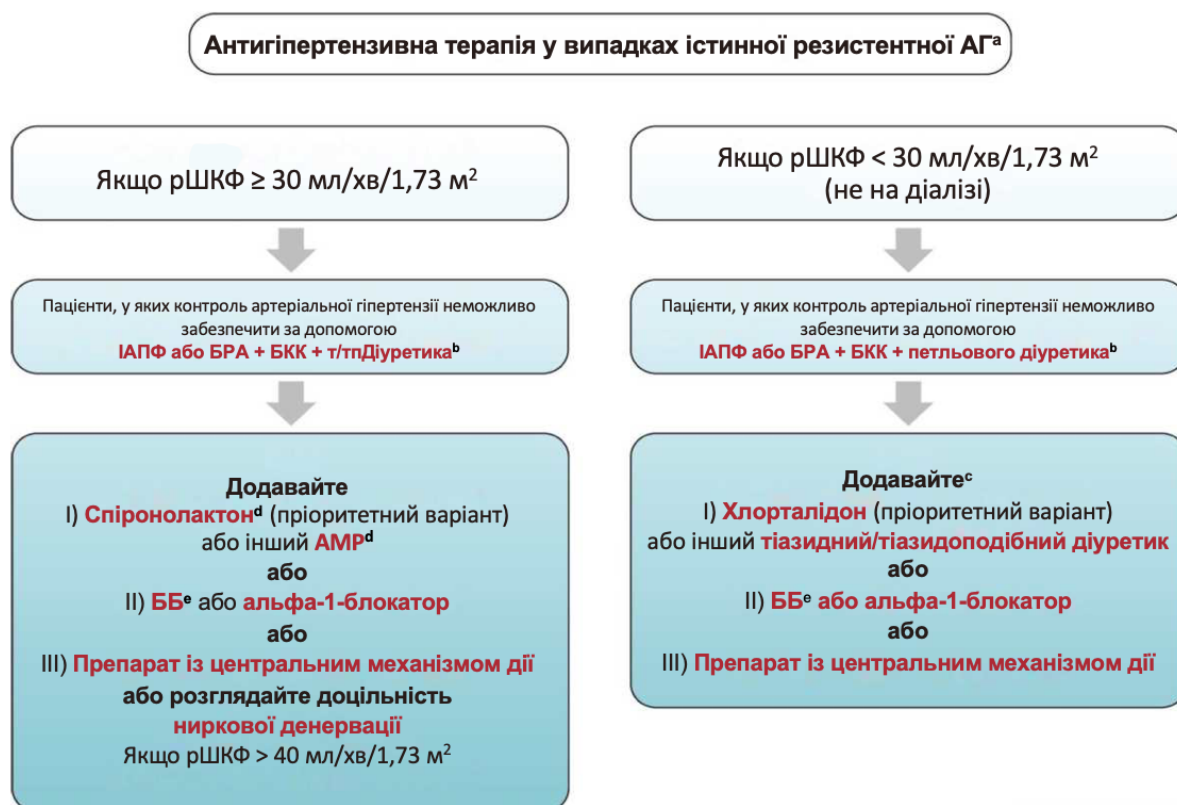 Антигіпертензивна терапія у випадках істинної резистентної АГᵃ
Якщо рШКФ ≥ 30 мл/хв/1,73 м²
Пацієнти, у яких контроль артеріальної гіпертензії неможливо
забезпечити за допомогою
ІАПФ або БРА + БКК + т/тпДіуретикаᵇ
Додавайте
I) Спіронолактонᵈ (пріоритетний варіант)
або інший АМРᵈ
або
II) ББᵉ або альфа-1-блокатор
або
III) Препарат із центральним механізмом дії
або розглядайте доцільність
ниркової денервації
Якщо рШКФ > 40 мл/хв/1,73 м²
Якщо рШКФ < 30 мл/хв/1,73 м²
(не на діалізі)
Пацієнти, у яких контроль артеріальної гіпертензії неможливо
забезпечити за допомогою
ІАПФ або БРА + БКК + петльового діуретикаᵇ
Додавайтеᶜ
I) Хлорталідон (пріоритетний варіант)
або інший тіазидний/тіазидоподібний діуретик
або
II) ББᵉ або альфа-1-блокатор
або
III) Препарат із центральним механізмом дії